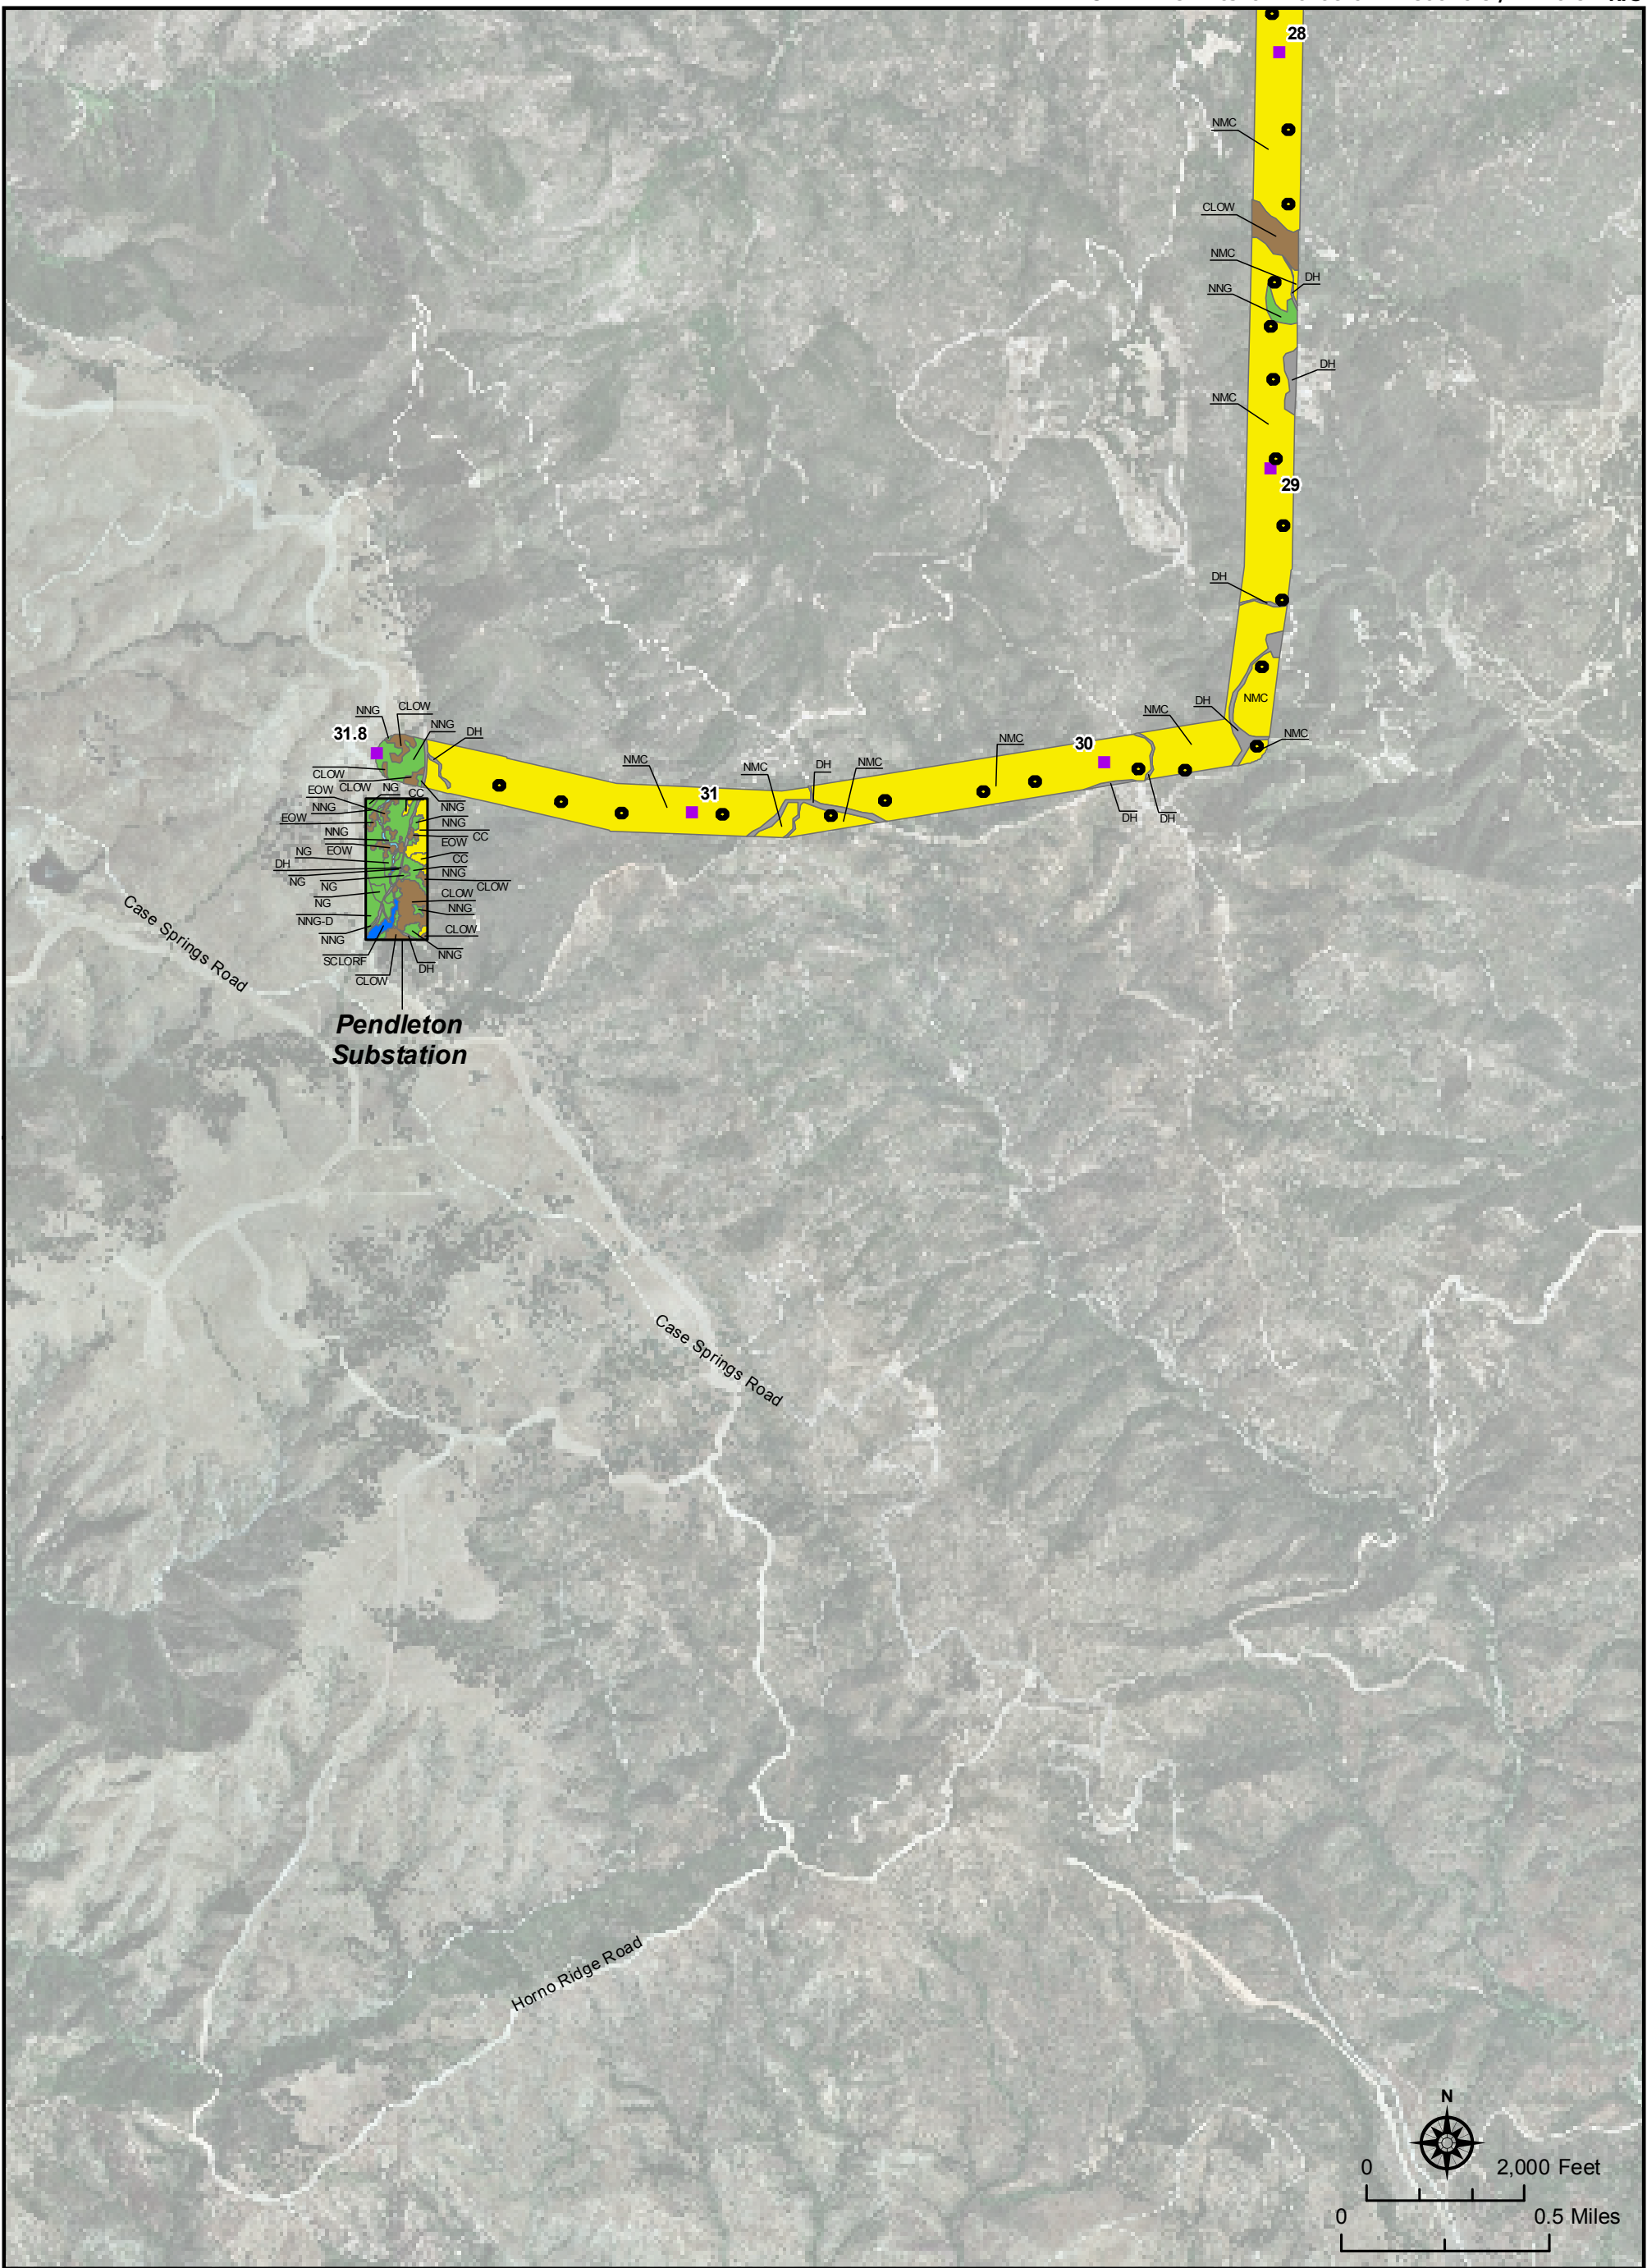 28
NMC
CLOW
NMC
DH
NNG
DH
NMC
29
DH
NMC
DH
NMC
NMC
30
NMC
DH
DH
NMC
DH
NMC
31
NMC
NNG
CLOW
NNG
31.8
DH
CLOW
CLOW
NG
NNG
EOW
CC
NNG
NNG
EOW
NNG
CC
NNG
EOW
EOW
NG
CC
DH
NNG
NG
NG
CLOW
CLOW
NG
NNG
NNG-D
CLOW
NNG
NNG
SCLORF
DH
CLOW
Pendleton
Substation
Case Springs Road
Case Springs Road
Horno Ridge Road
N
0 2,000 Feet
0 0.5 Miles